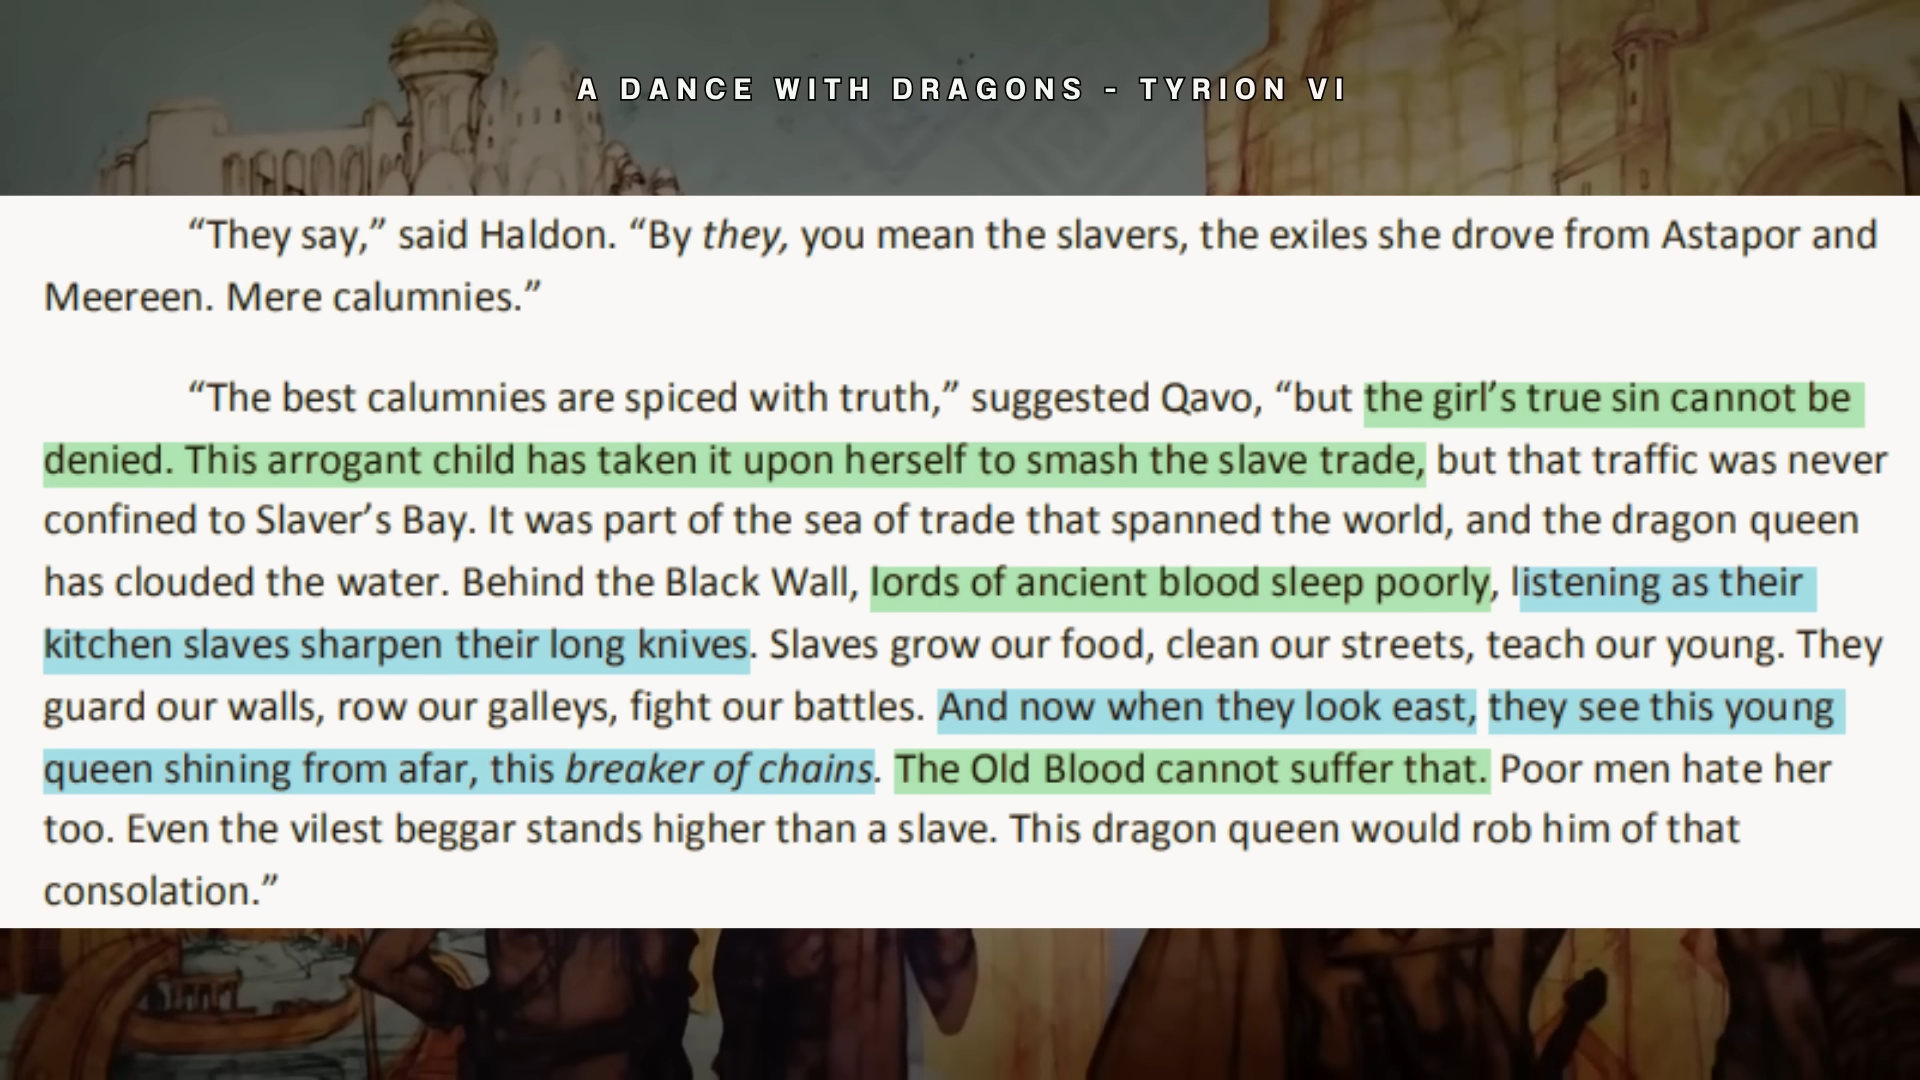 A DANCE WITH DRAGONS - TYRION VI
“They say,” said Haldon. “By they, you mean the slavers, the exiles she drove from Astapor and
Meereen. Mere calumnies.”
“The best calumnies are spiced with truth,” suggested Qavo, “but the girl’s true sin cannot be
denied. This arrogant child has taken it upon herself to smash the slave trade, but that traffic was never
confined to Slaver’s Bay. It was part of the sea of trade that spanned the world, and the dragon queen
has clouded the water. Behind the Black Wall, lords of ancient blood sleep poorly, listening as their
kitchen slaves sharpen their long knives. Slaves grow our food, clean our streets, teach our young. They
guard our walls, row our galleys, fight our battles. And now when they look east, they see this young
queen shining from afar, this breaker of chains. The Old Blood cannot suffer that. Poor men hate her
too. Even the vilest beggar stands higher than a slave. This dragon queen would rob him of that
consolation.”